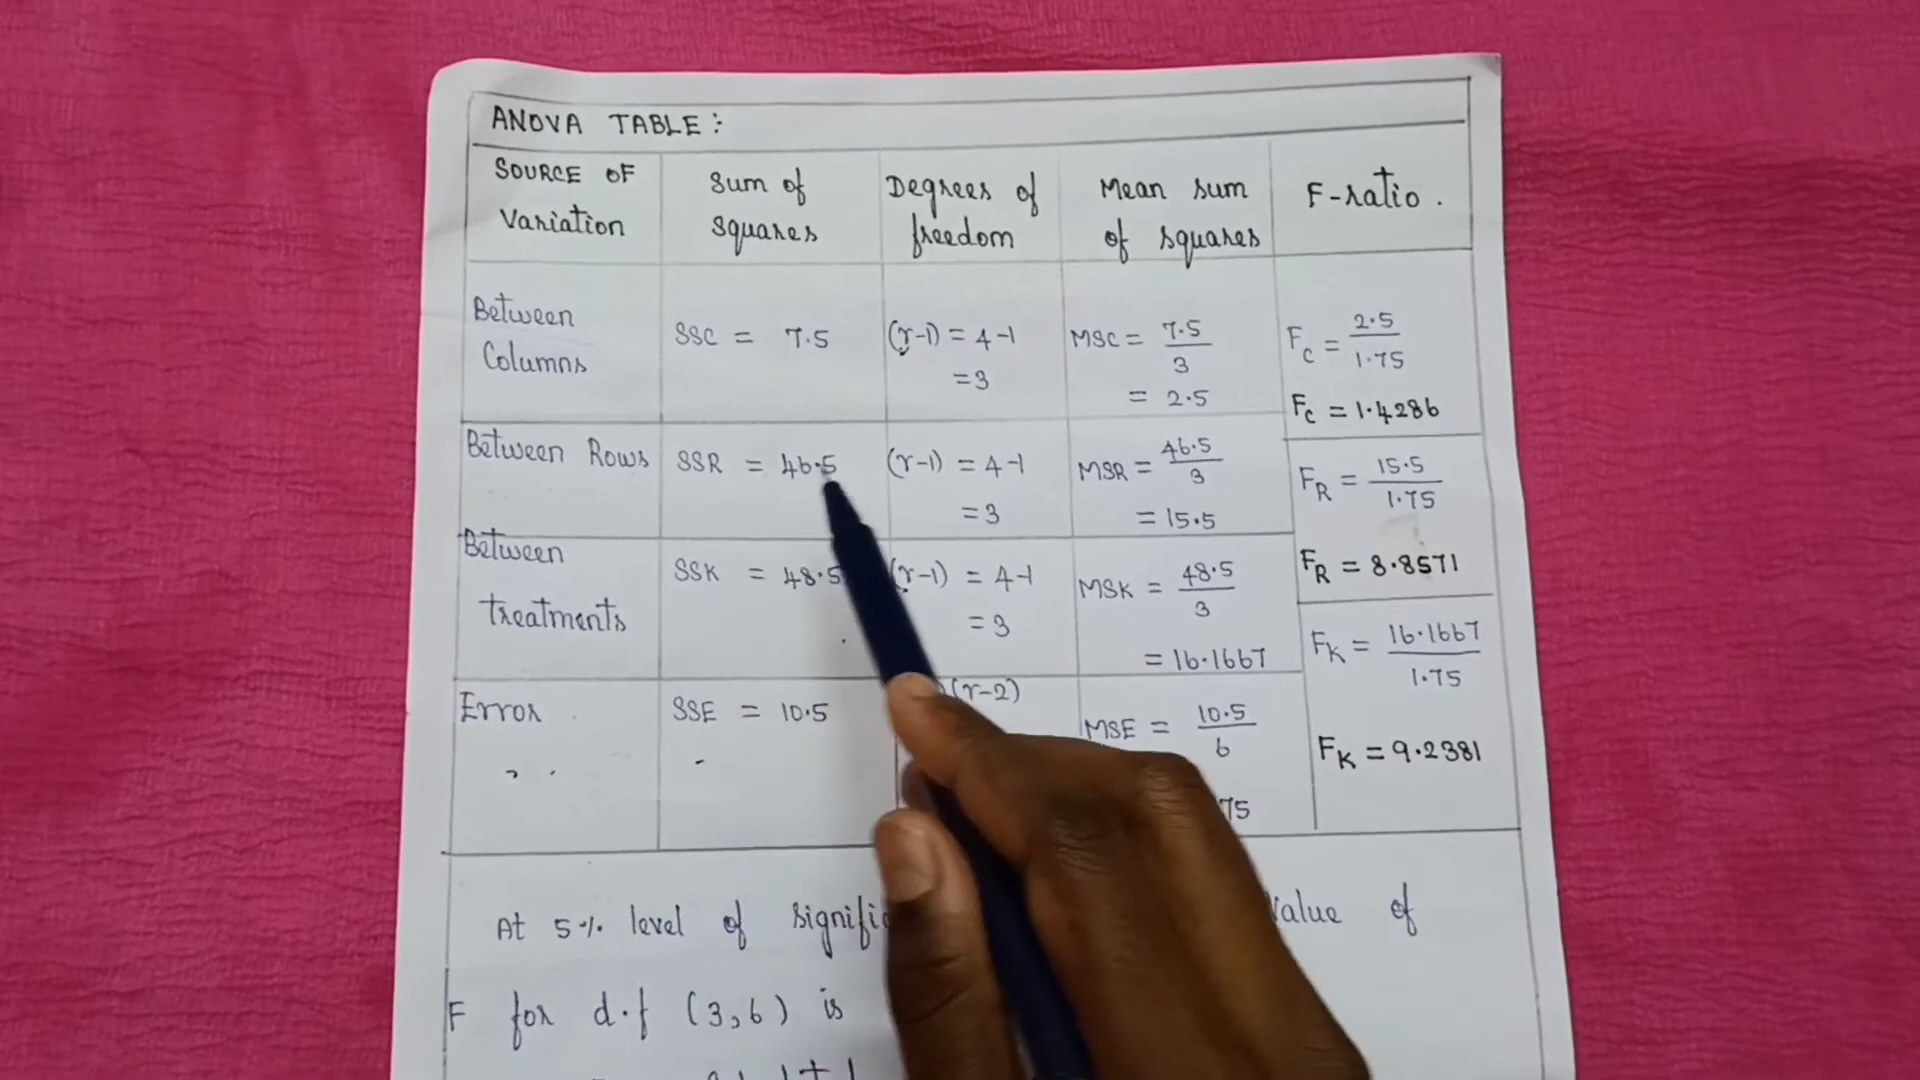 ANOVA TABLE :-
SOURCE OF Variation
Sum of squares
Degrees of freedom
Mean sum of squares
F-ratio .
Between Columns
SSC = 7.5
(r-1) = 4-1
= 3
MSC = 7.5/3
= 2.5
FC = 2.5/1.75
FC = 1.4286
Between Rows
SSR = 46.5
(r-1) = 4-1
= 3
MSR = 46.5/3
= 15.5
FR = 15.5/1.75
FR = 8.8571
Between treatments
SSK = 48.5
(r-1) = 4-1
= 3
MSK = 48.5/3
= 16.1667
FK = 16.1667/1.75
FK = 9.2381
Error
SSE = 10.5
(r-2)
MSE = 10.5/6
75
At 5% level of value of
F for d.f (3,6) is